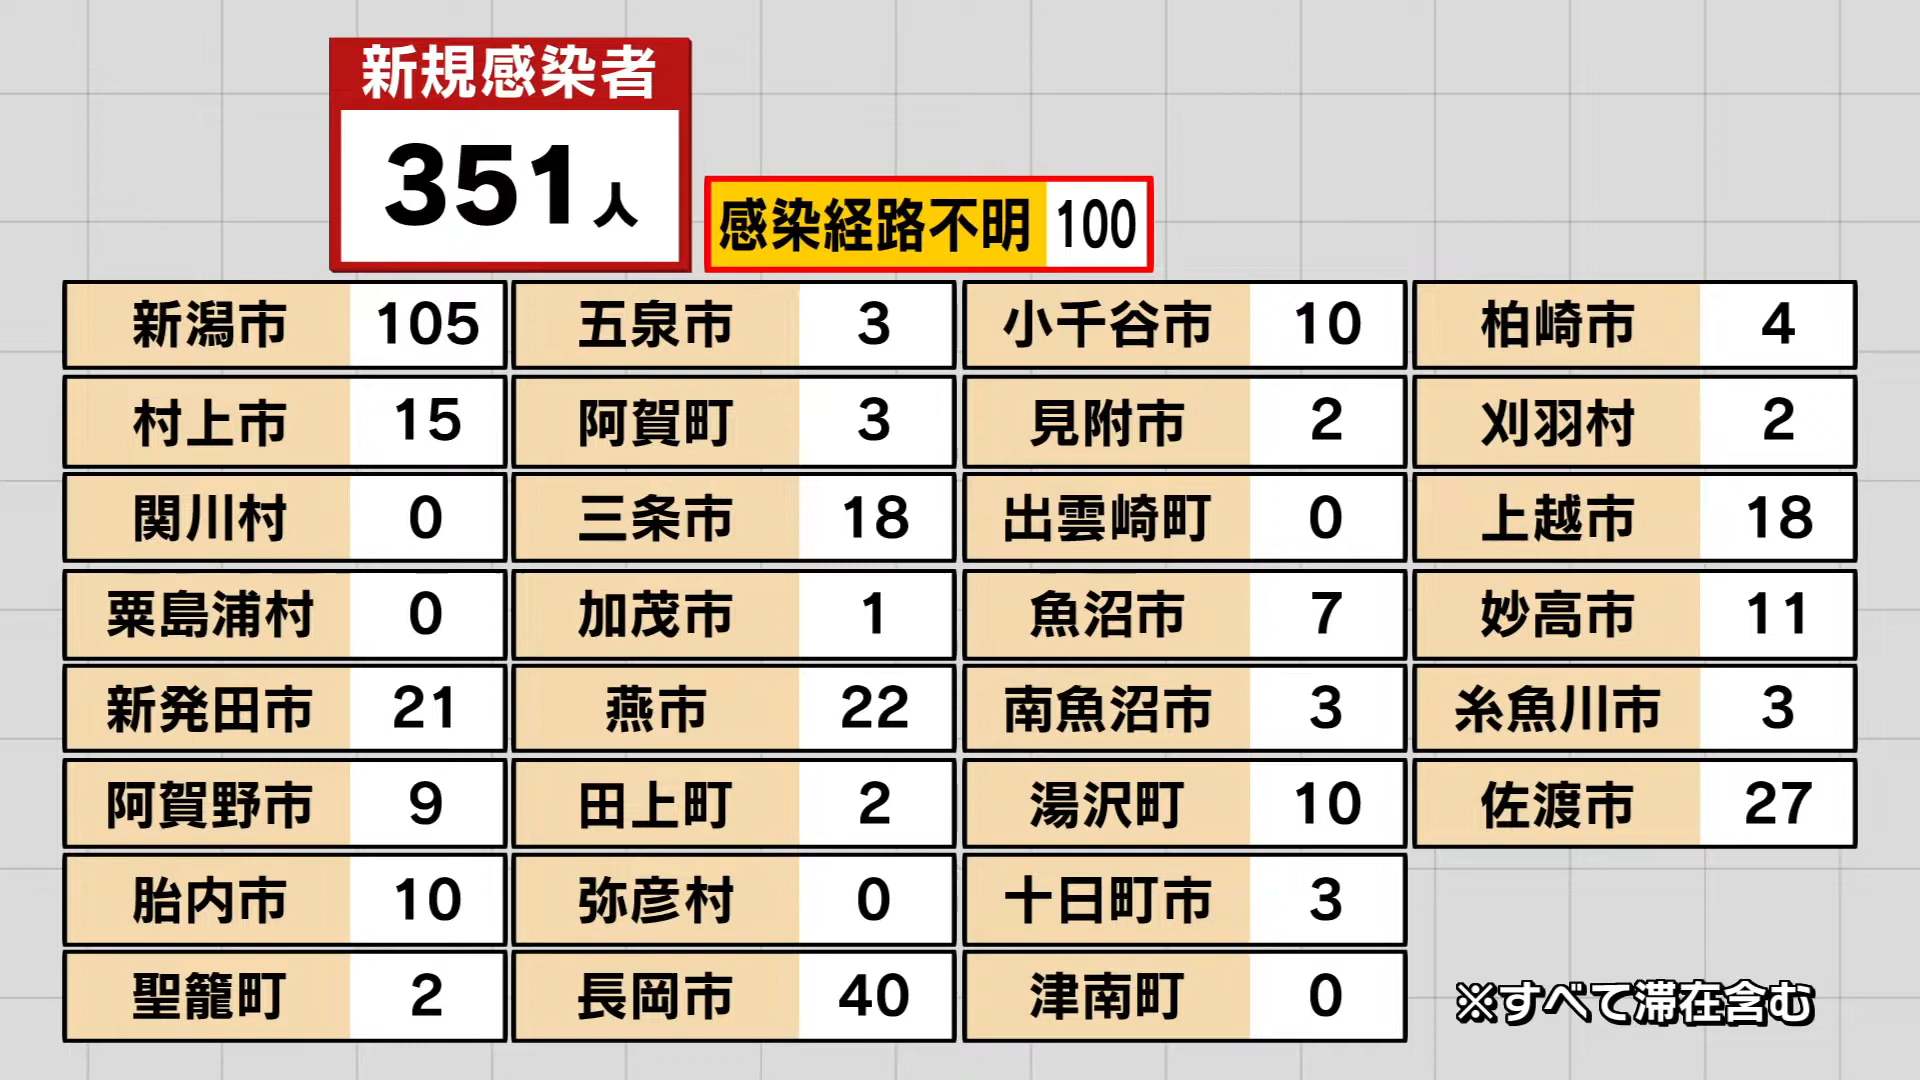 新規感染者
351人
感染経路不明 100
新潟市 105 五泉市 3 小千谷市 10 柏崎市 4
村上市 15 阿賀町 3 見附市 2 刈羽村 2
関川村 0 三条市 18 出雲崎町 0 上越市 18
粟島浦村 0 加茂市 1 魚沼市 7 妙高市 11
新発田市 21 燕市 22 南魚沼市 3 糸魚川市 3
阿賀野市 9 田上町 2 湯沢町 10 佐渡市 27
胎内市 10 弥彦村 0 十日町市 3
聖籠町 2 長岡市 40 津南町 0
※すべて滞在含む